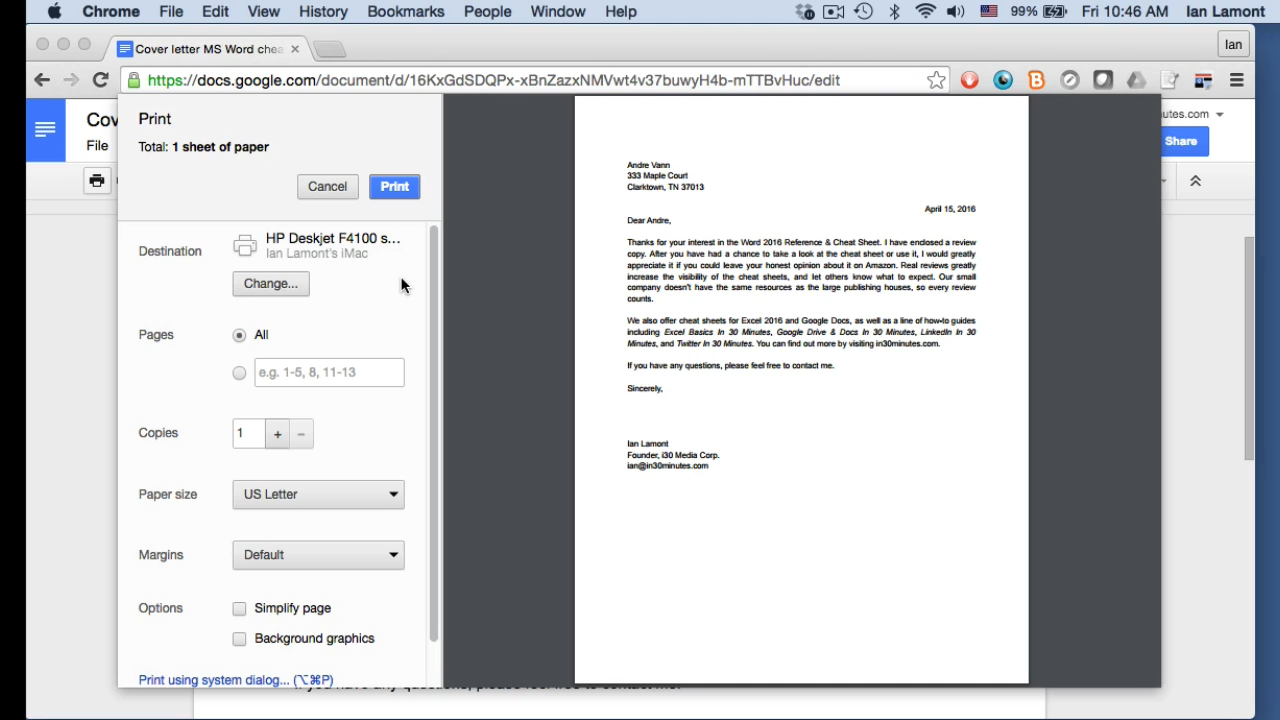 Chrome File Edit View History Bookmarks People Window Help 99% Fri 10:46 AM Ian Lamont
Cover letter MS Word chea Ian
https://docs.google.com/document/d/16KxGdSDQPx-xBnZazxNMVwt4v37buwyH4b-mTTBvHuc/edit
Cov
File
utes.com
Share
Print
Total: 1 sheet of paper
Cancel Print
Destination
HP Deskjet F4100 s...
Ian Lamont's iMac
Change...
Pages
All
e.g. 1-5, 8, 11-13
Copies
1 + −
Paper size
US Letter
Margins
Default
Options
Simplify page
Background graphics
Print using system dialog... (⌥⌘P)
Andre Vann
333 Maple Court
Clarktown, TN 37013
April 15, 2016
Dear Andre,
Thanks for your interest in the Word 2016 Reference & Cheat Sheet. I have enclosed a review
copy. After you have had a chance to take a look at the cheat sheet or use it, I would greatly
appreciate it if you could leave your honest opinion about it on Amazon. Real reviews greatly
increase the visibility of the cheat sheets, and let others know what to expect. Our small
company doesn't have the same resources as the large publishing houses, so every review
counts.
We also offer cheat sheets for Excel 2016 and Google Docs, as well as a line of how-to guides
including Excel Basics In 30 Minutes, Google Drive & Docs In 30 Minutes, LinkedIn In 30
Minutes, and Twitter In 30 Minutes. You can find out more by visiting in30minutes.com.
If you have any questions, please feel free to contact me.
Sincerely,
Ian Lamont
Founder, i30 Media Corp.
ian@in30minutes.com